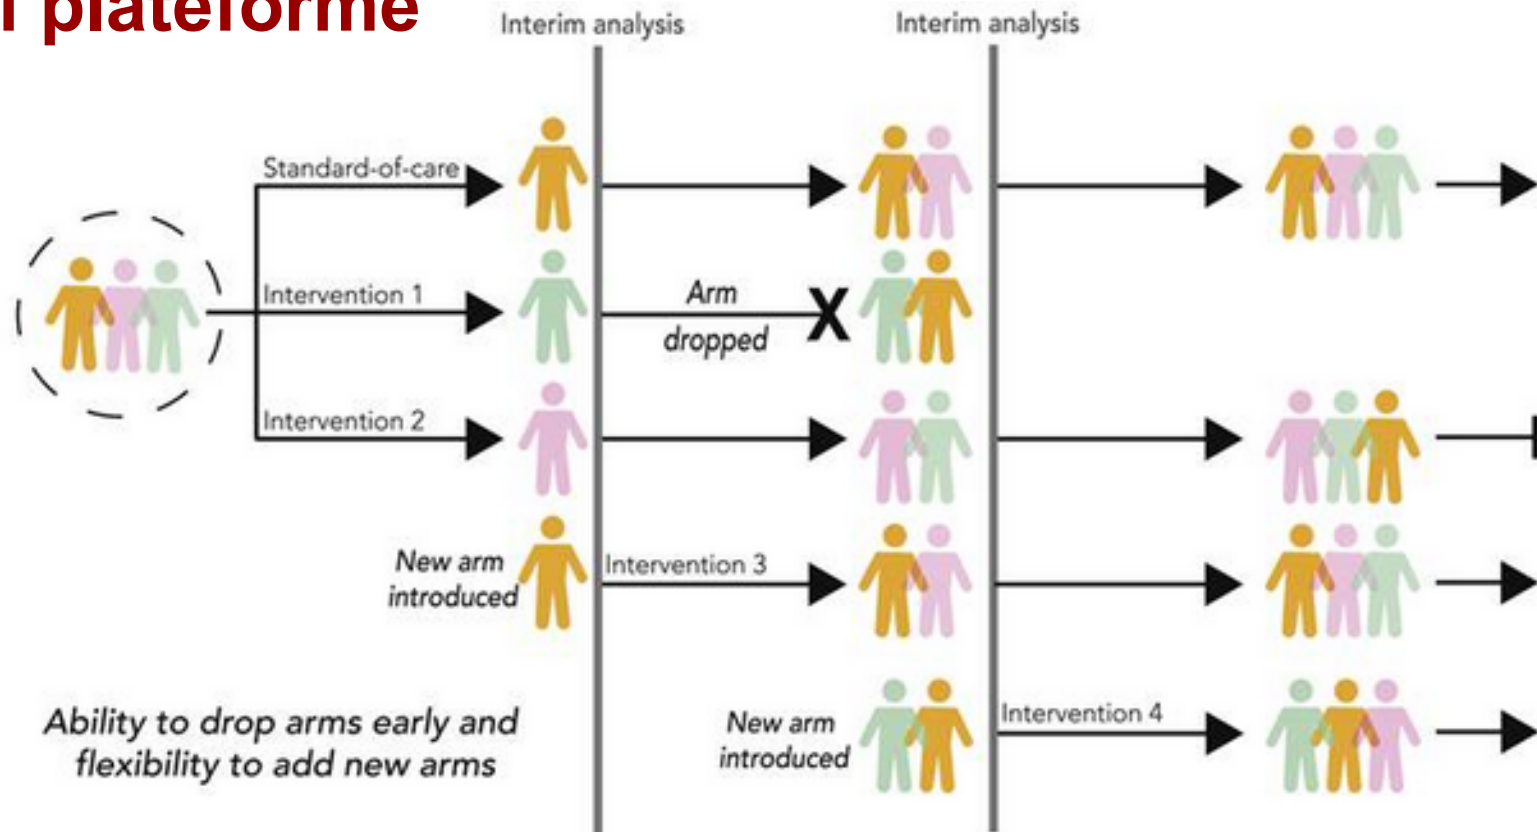 plateforme
Interim analysis
Interim analysis
Standard-of-care
Intervention 1
Arm
dropped
X
Intervention 2
New arm
introduced
Intervention 3
New arm
introduced
Intervention 4
Ability to drop arms early and
flexibility to add new arms